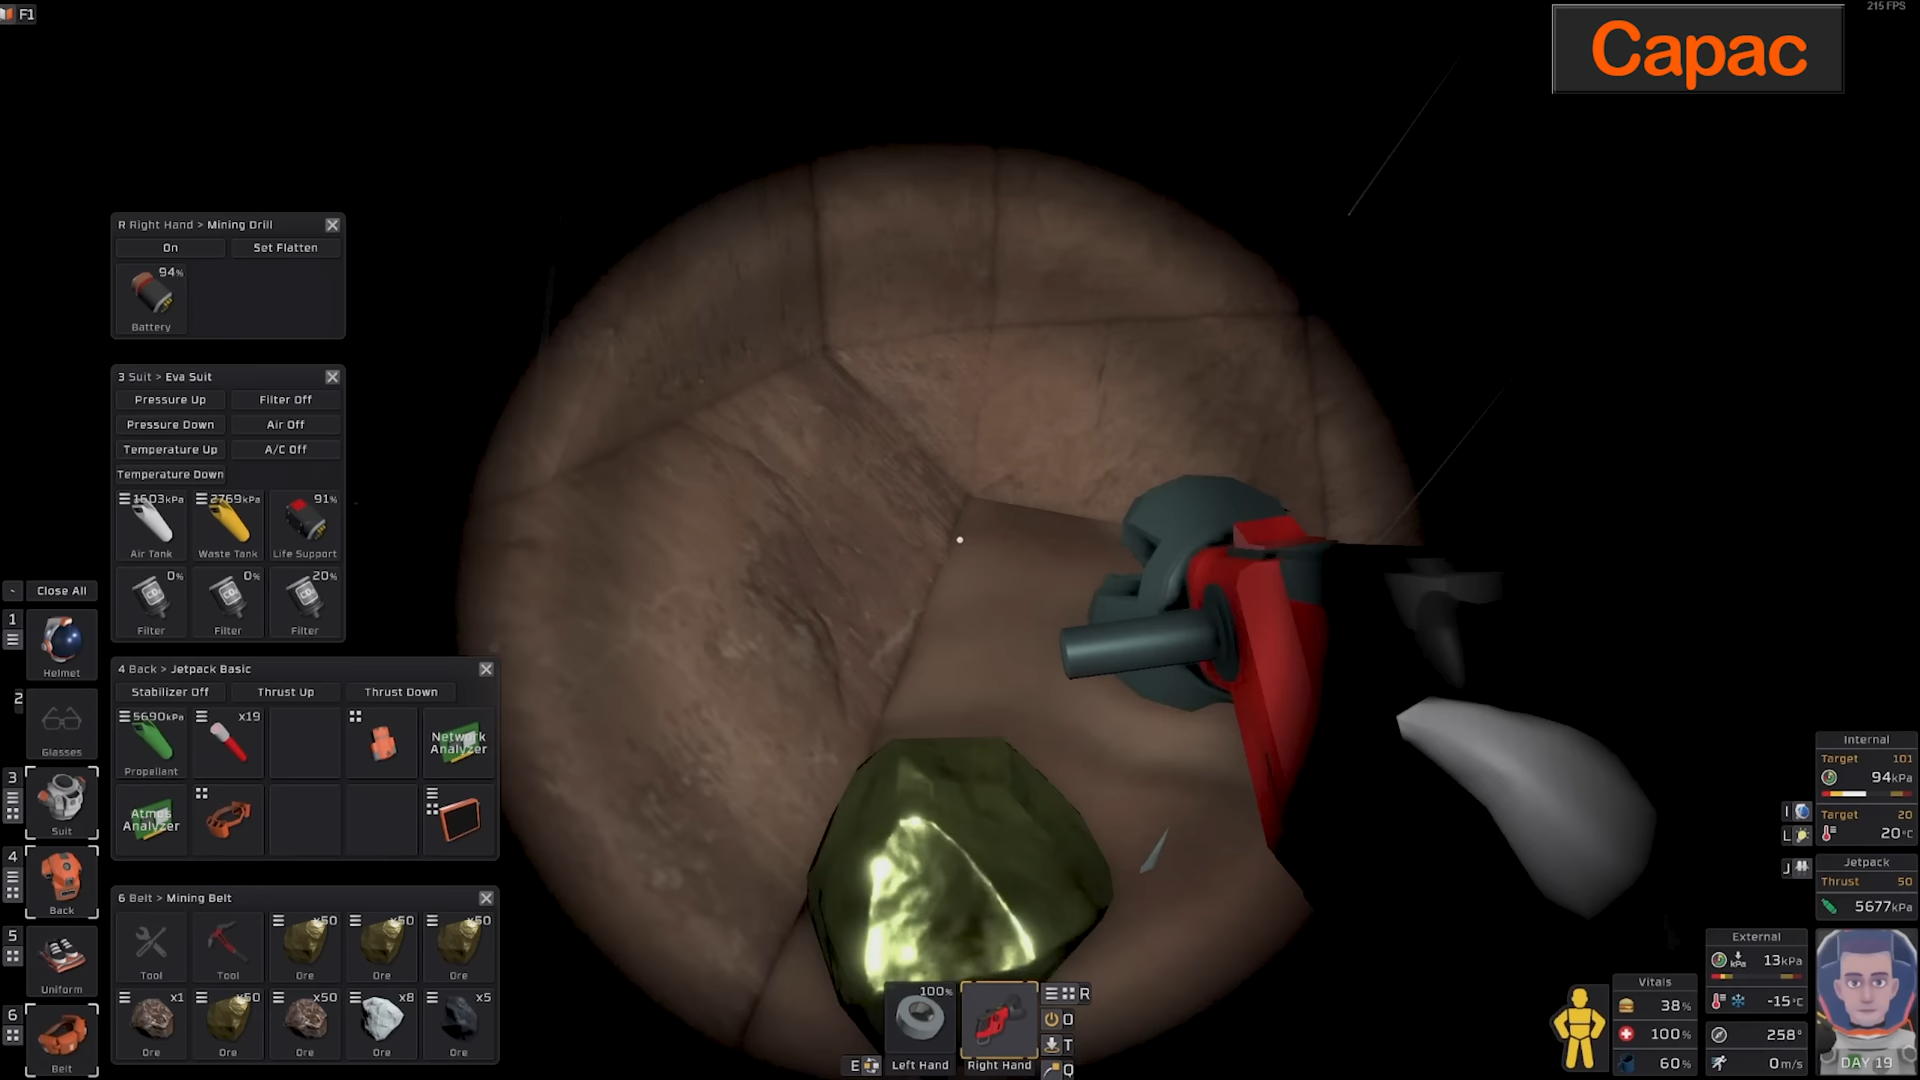 F1
215 FPS
Capac
R Right Hand > Mining Drill
On
Set Flatten
94%
Battery
3 Suit > Eva Suit
Pressure Up
Filter Off
Pressure Down
Air Off
Temperature Up
A/C Off
Temperature Down
1603kPa
2769kPa
91%
Air Tank
Waste Tank
Life Support
0%
0%
20%
Filter
Filter
Filter
~
Close All
1
Helmet
2
Glasses
3
Suit
4
Back
5
Uniform
6
Belt
4 Back > Jetpack Basic
Stabilizer Off
Thrust Up
Thrust Down
5690kPa
x19
Propellant
Network
Analyzer
Atmos
Analyzer
6 Belt > Mining Belt
x50
x50
x50
Tool
Tool
Ore
Ore
Ore
x1
x50
x50
x8
x5
Ore
Ore
Ore
Ore
Ore
100%
E
Left Hand
Right Hand
R
O
T
Q
Internal
Target 101
94kPa
Target 20
20°C
I
L
J
Jetpack
Thrust 50
5677kPa
External
kPa
13kPa
-15°C
258°
0m/s
Vitals
38%
100%
60%
DAY 19